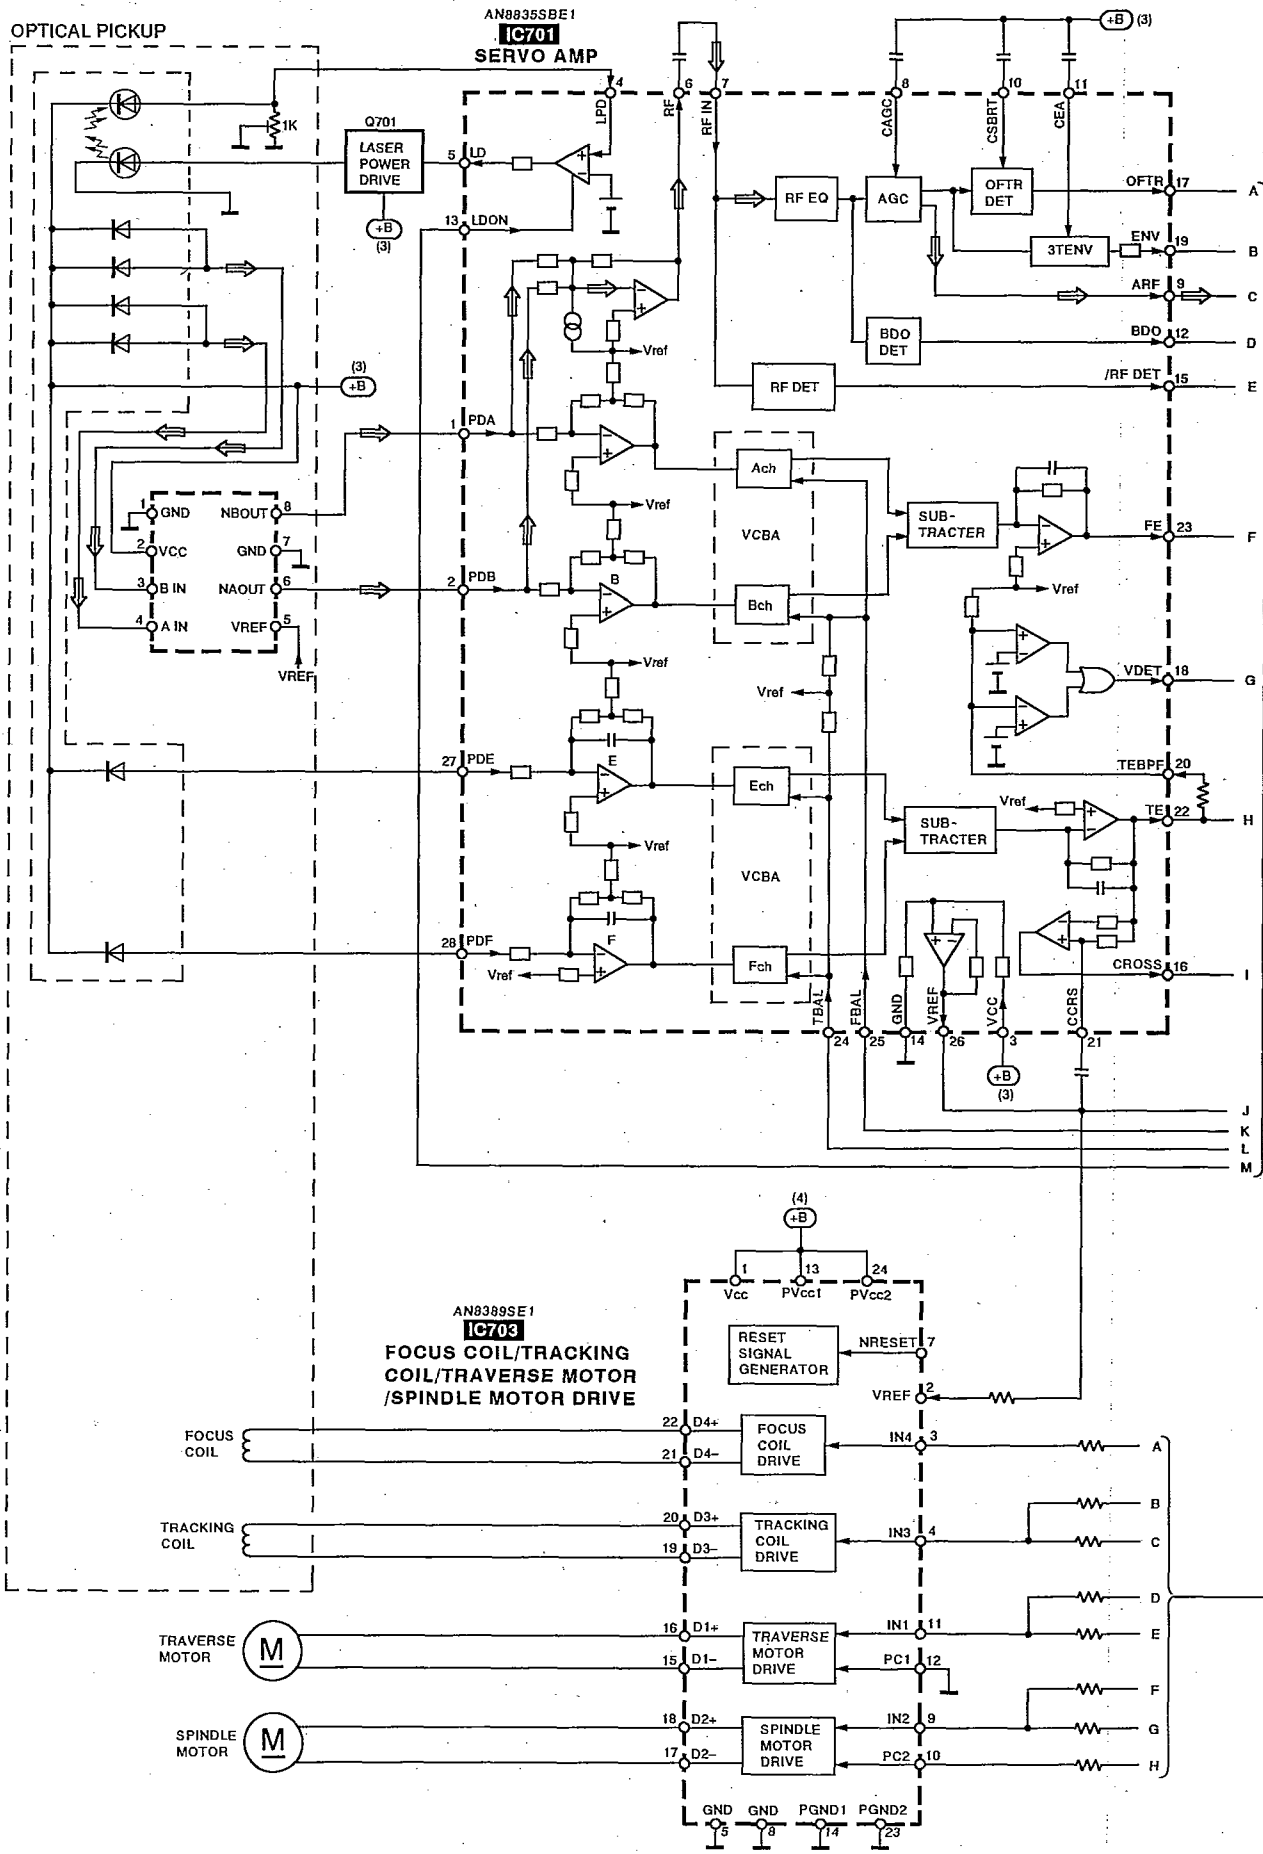 AN8835SBE1
IC701
SERVO AMP
OPTICAL PICKUP
+B (3)
4
6
7
8
10
11
LPD
RF
RF IN
CAGC
CSBRT
CEA
1K
Q701
LASER
POWER
DRIVE
5
LD
+
−
+B
(3)
13
LDON
RF EQ
AGC
OFTR
DET
OFTR
17
A
3TENV
ENV
19
B
ARF
9
C
BDO
DET
BDO
12
D
RF DET
/RF DET
15
E
−
+
Vref
(3)
+B
1
PDA
−
+
Vref
Ach
VCBA
Bch
SUB-
TRACTER
−
+
FE
23
F
Vref
1
GND
NBOUT
8
2
VCC
GND
7
3
B IN
NAOUT
6
4
A IN
VREF
5
VREF
2
PDB
B
−
+
Vref
Vref
+
−
−
+
VDET
18
G
27
PDE
E
−
+
Vref
Ech
VCBA
Fch
SUB-
TRACTER
TEBPF
20
Vref
+
−
TE
22
H
28
PDF
F
−
+
Vref
+ −
−
+
CROSS
16
I
TBAL
FBAL
GND
VREF
VCC
CCRS
24
25
14
26
3
21
+B
(3)
J
K
L
M
(4)
+B
1
13
24
Vcc
PVcc1
PVcc2
AN8389SE1
IC703
FOCUS COIL/TRACKING
COIL/TRAVERSE MOTOR
/SPINDLE MOTOR DRIVE
RESET
SIGNAL
GENERATOR
NRESET
7
VREF
2
FOCUS
COIL
22
D4+
21
D4−
FOCUS
COIL
DRIVE
IN4
3
A
TRACKING
COIL
20
D3+
19
D3−
TRACKING
COIL
DRIVE
IN3
4
B
C
TRAVERSE
MOTOR
M
16
D1+
15
D1−
TRAVERSE
MOTOR
DRIVE
IN1
11
PC1
12
D
E
SPINDLE
MOTOR
M
18
D2+
17
D2−
SPINDLE
MOTOR
DRIVE
IN2
9
PC2
10
F
G
H
GND
GND
PGND1
PGND2
5
8
14
23